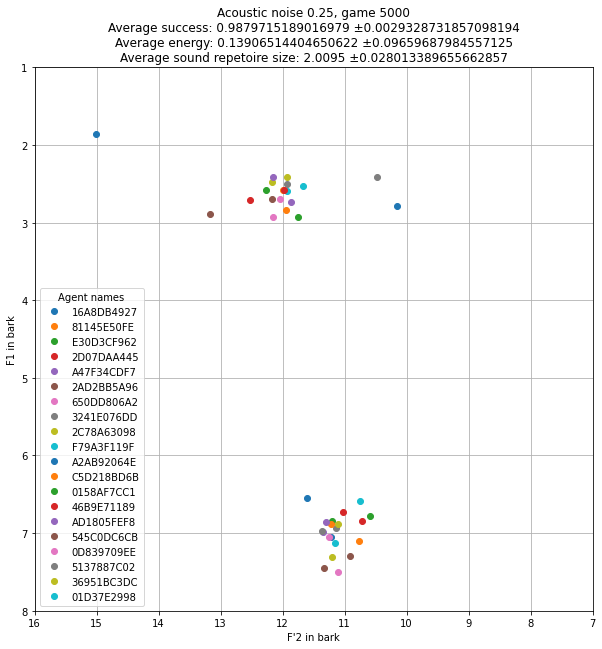 Acoustic noise 0.25, game 5000
Average success: 0.9879715189016979 ±0.0029328731857098194
Average energy: 0.13906514404650622 ±0.09659687984557125
Average sound repetoire size: 2.0095 ±0.028013389655662857
1
2
3
4
5
6
7
8
F1 in bark
Agent names
16A8DB4927
81145E50FE
E30D3CF962
2D07DAA445
A47F34CDF7
2AD2BB5A96
650DD806A2
3241E076DD
2C78A63098
F79A3F119F
A2AB92064E
C5D218BD6B
0158AF7CC1
46B9E71189
AD1805FEF8
545C0DC6CB
0D839709EE
5137887C02
36951BC3DC
01D37E2998
16 15 14 13 12 11 10 9 8 7
F'2 in bark